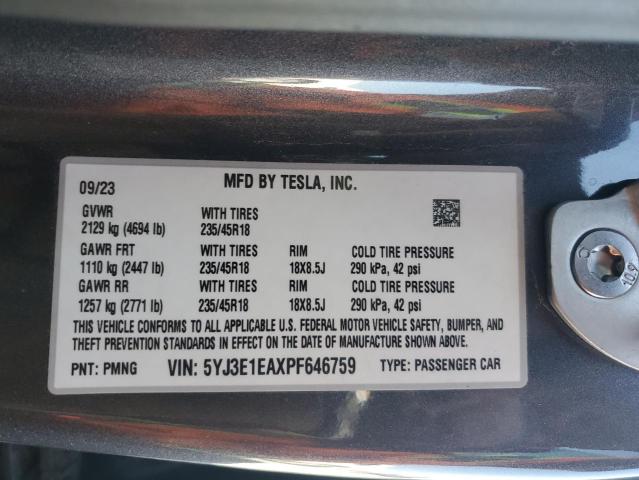 09/23 MFD BY TESLA, INC.
GVWR WITH TIRES
2129 kg (4694 lb) 235/45R18
GAWR FRT WITH TIRES RIM COLD TIRE PRESSURE
1110 kg (2447 lb) 235/45R18 18X8.5J 290 kPa, 42 psi
GAWR RR WITH TIRES RIM COLD TIRE PRESSURE
1257 kg (2771 lb) 235/45R18 18X8.5J 290 kPa, 42 psi
THIS VEHICLE CONFORMS TO ALL APPLICABLE U.S. FEDERAL MOTOR VEHICLE SAFETY, BUMPER, AND
THEFT PREVENTION STANDARDS IN EFFECT ON THE DATE OF MANUFACTURE SHOWN ABOVE.
PNT: PMNG VIN: 5YJ3E1EAXPF646759 TYPE: PASSENGER CAR
10.9